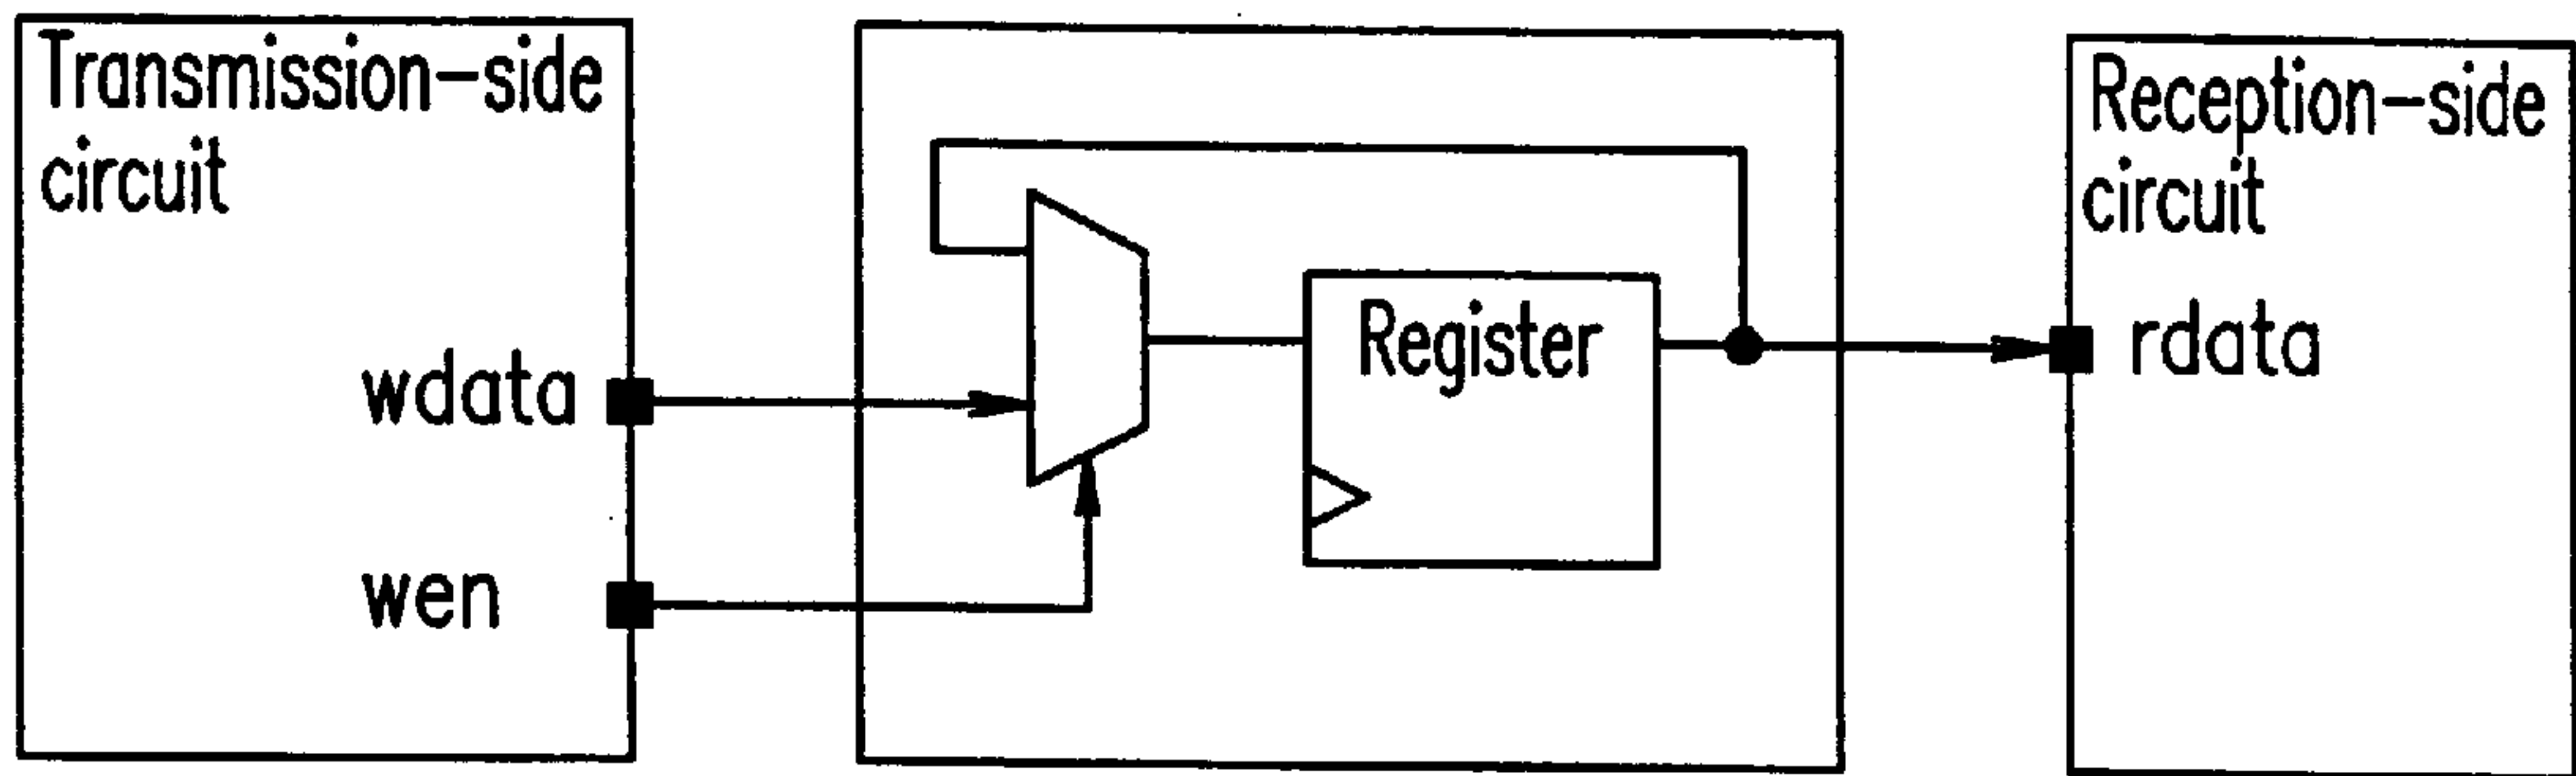 Transmission-side
circuit
wdata
wen
Register
Reception-side
circuit
rdata